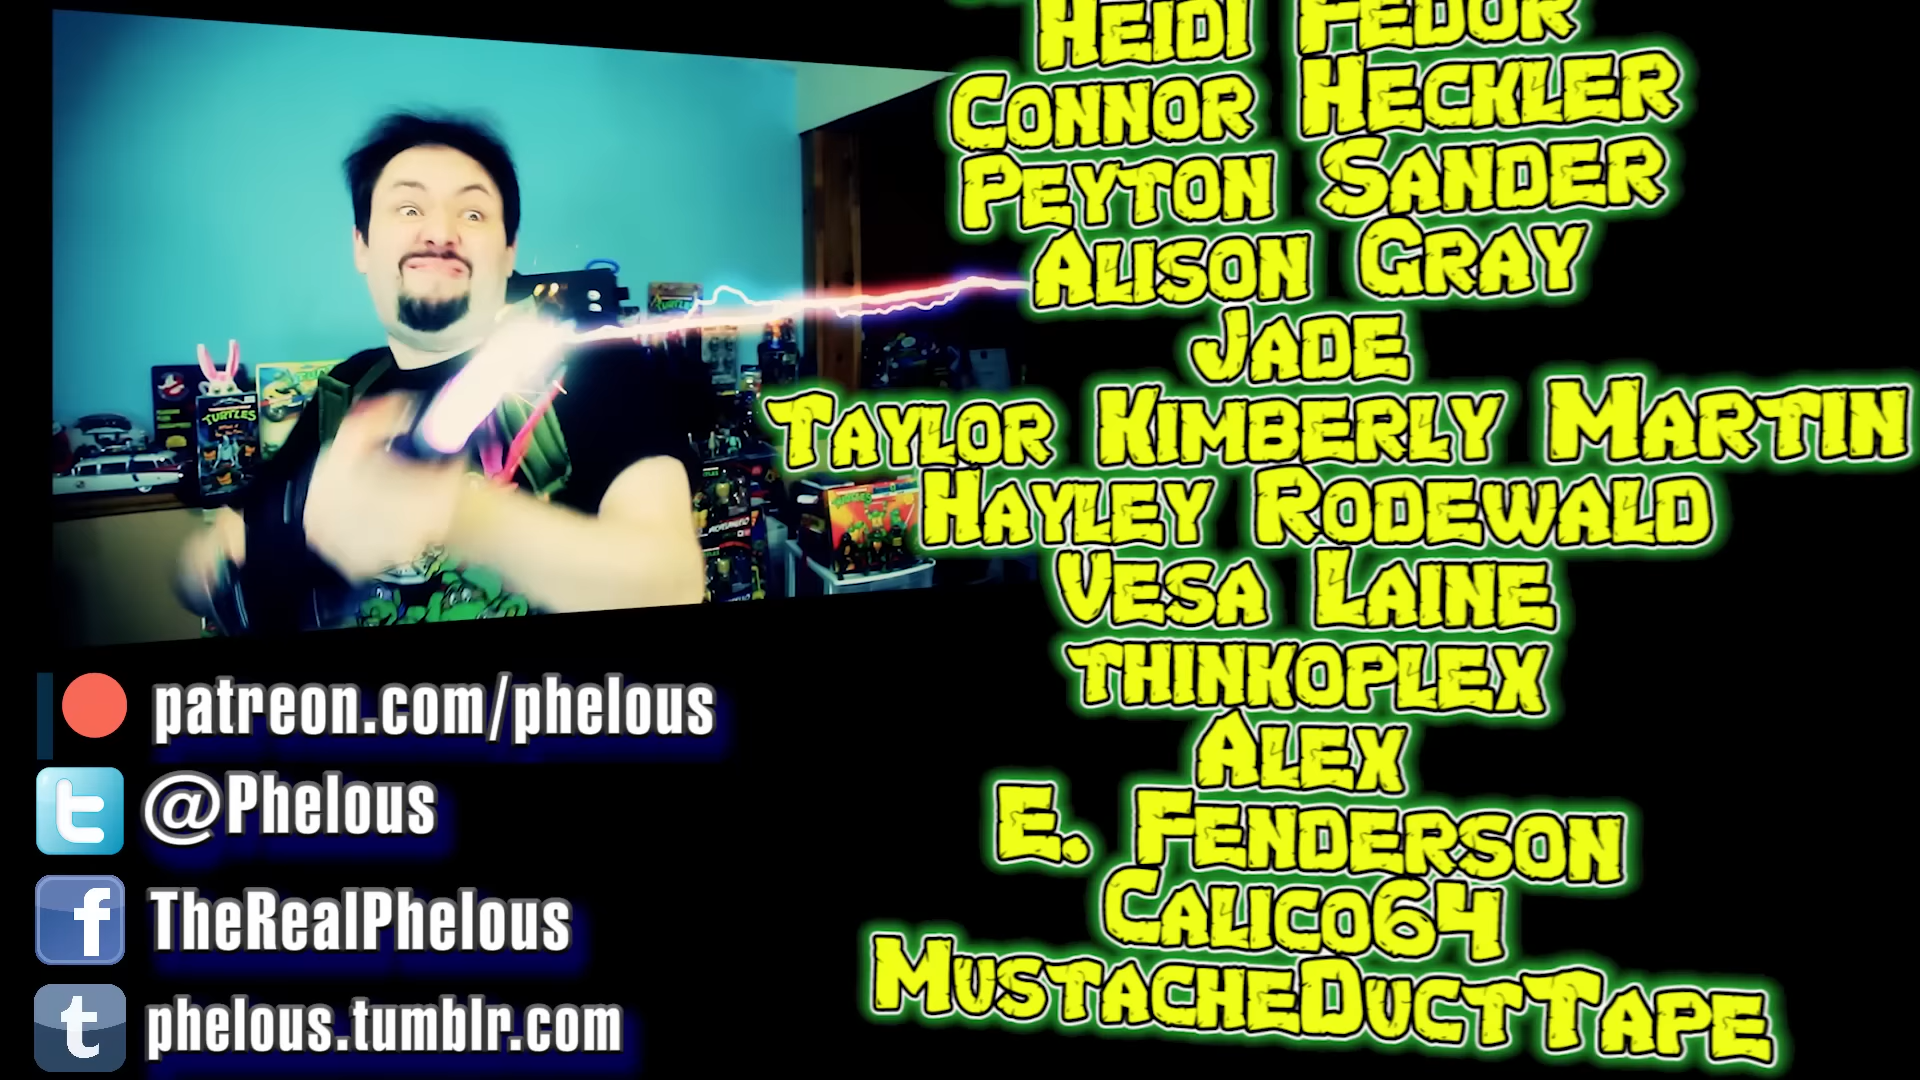 Heidi Fedor
Connor Heckler
Peyton Sander
Alison Gray
Jade
Taylor Kimberly Martin
Hayley Rodewald
Vesa Laine
thinkoplex
Alex
E. Fenderson
Calico64
MustacheDuctTape
TURTLES
patreon.com/phelous
@Phelous
TheRealPhelous
phelous.tumblr.com